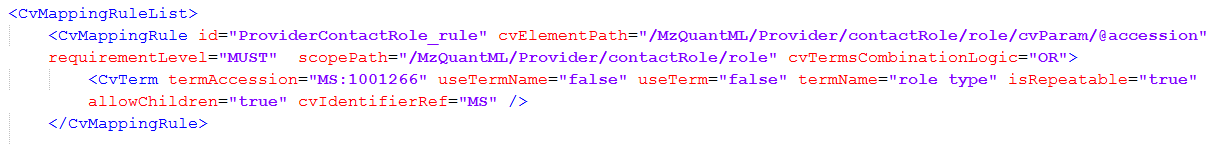 <CvMappingRuleList>
<CvMappingRule id="ProviderContactRole_rule" cvElementPath="/MzQuantML/Provider/contactRole/role/cvParam/@accession"
requirementLevel="MUST"  scopePath="/MzQuantML/Provider/contactRole/role" cvTermsCombinationLogic="OR">
<CvTerm termAccession="MS:1001266" useTermName="false" useTerm="false" termName="role type" isRepeatable="true"
allowChildren="true" cvIdentifierRef="MS" />
</CvMappingRule>